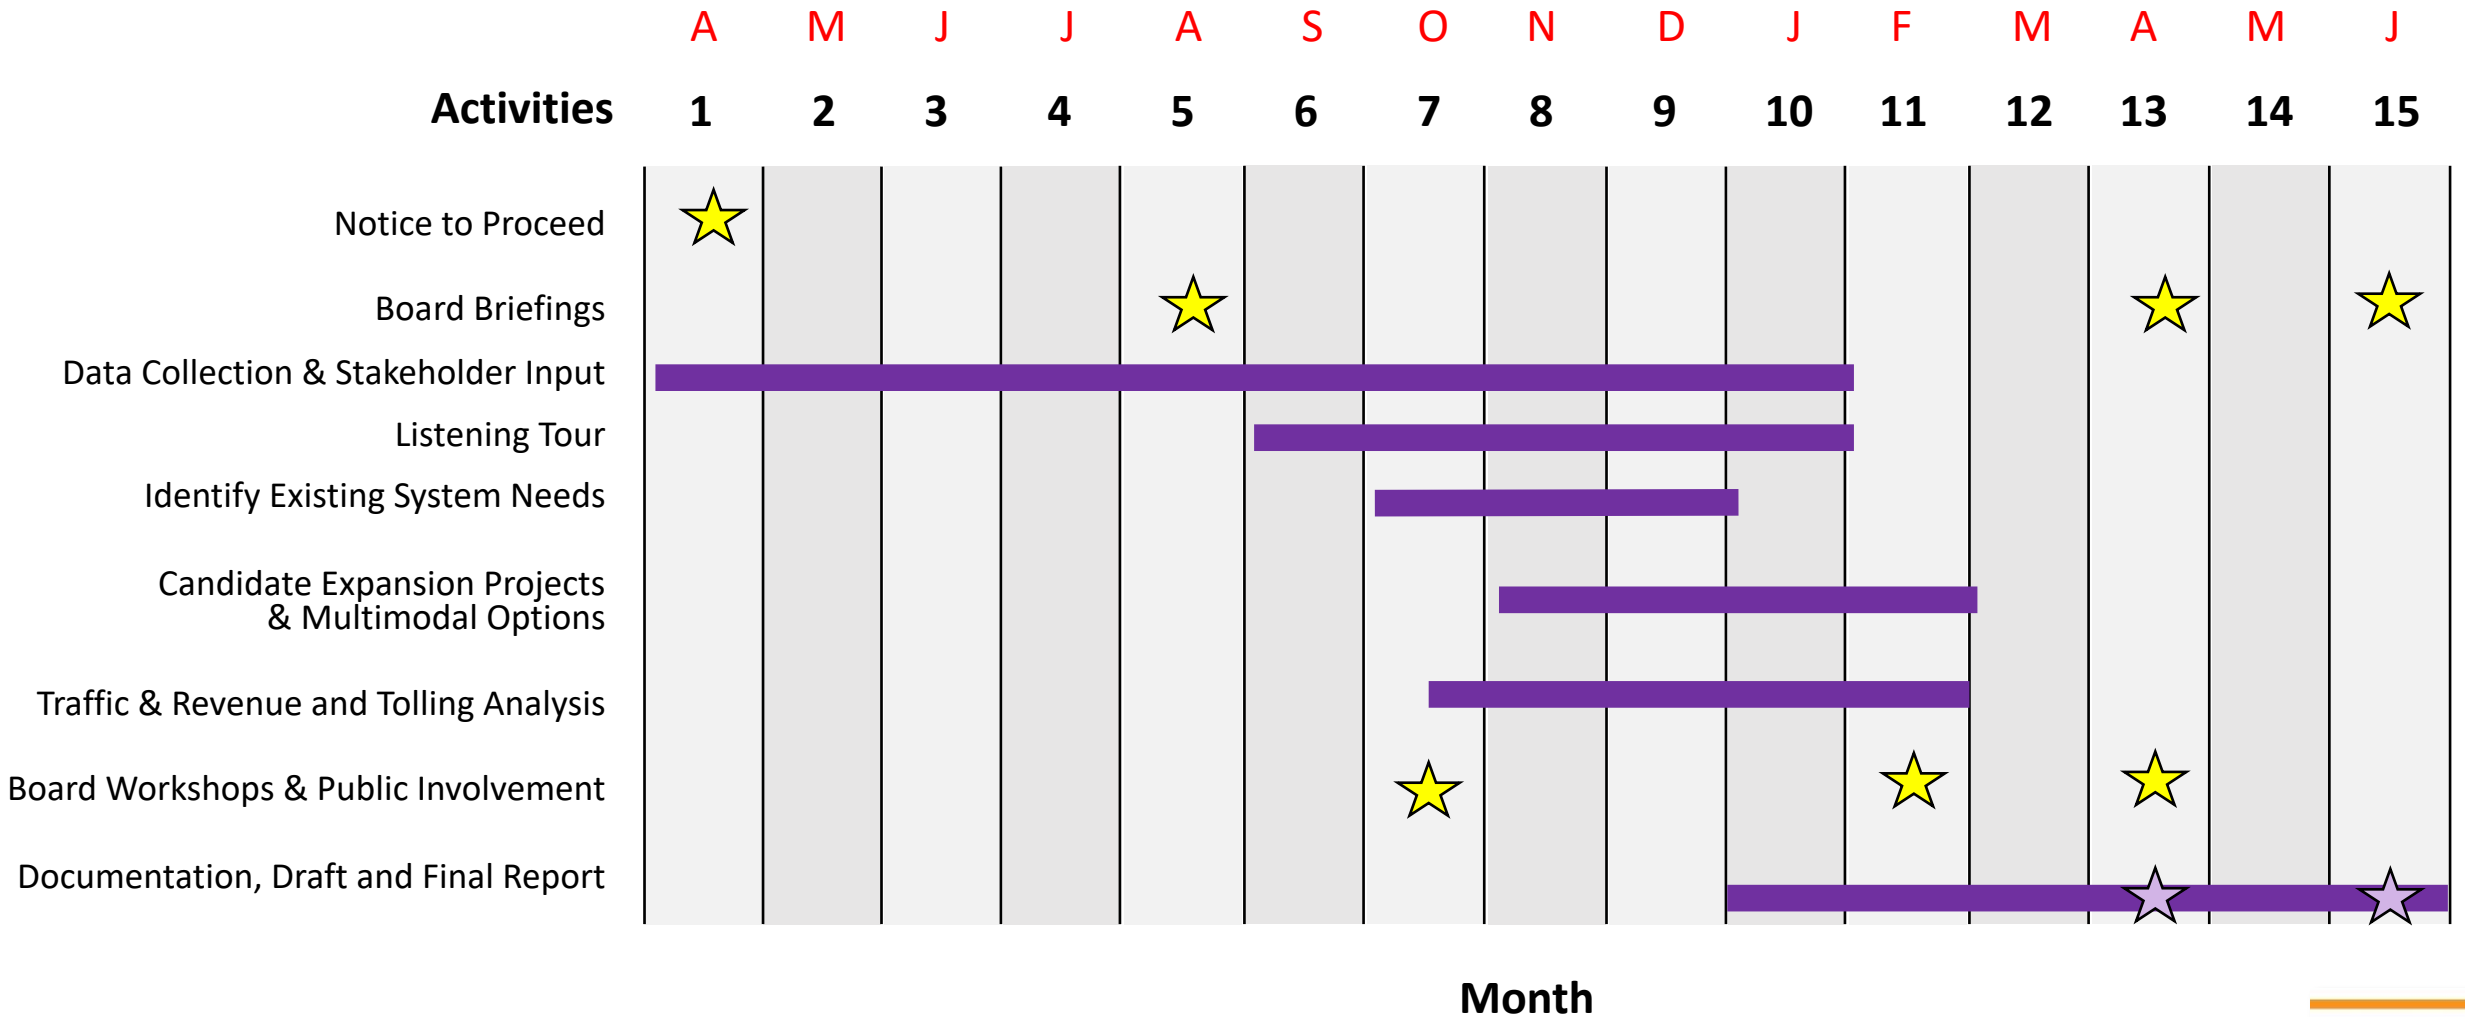 A M J J A S O N D J F M A M J
Activities 1 2 3 4 5 6 7 8 9 10 11 12 13 14 15
Notice to Proceed
Board Briefings
Data Collection & Stakeholder Input
Listening Tour
Identify Existing System Needs
Candidate Expansion Projects
& Multimodal Options
Traffic & Revenue and Tolling Analysis
Board Workshops & Public Involvement
Documentation, Draft and Final Report
Month